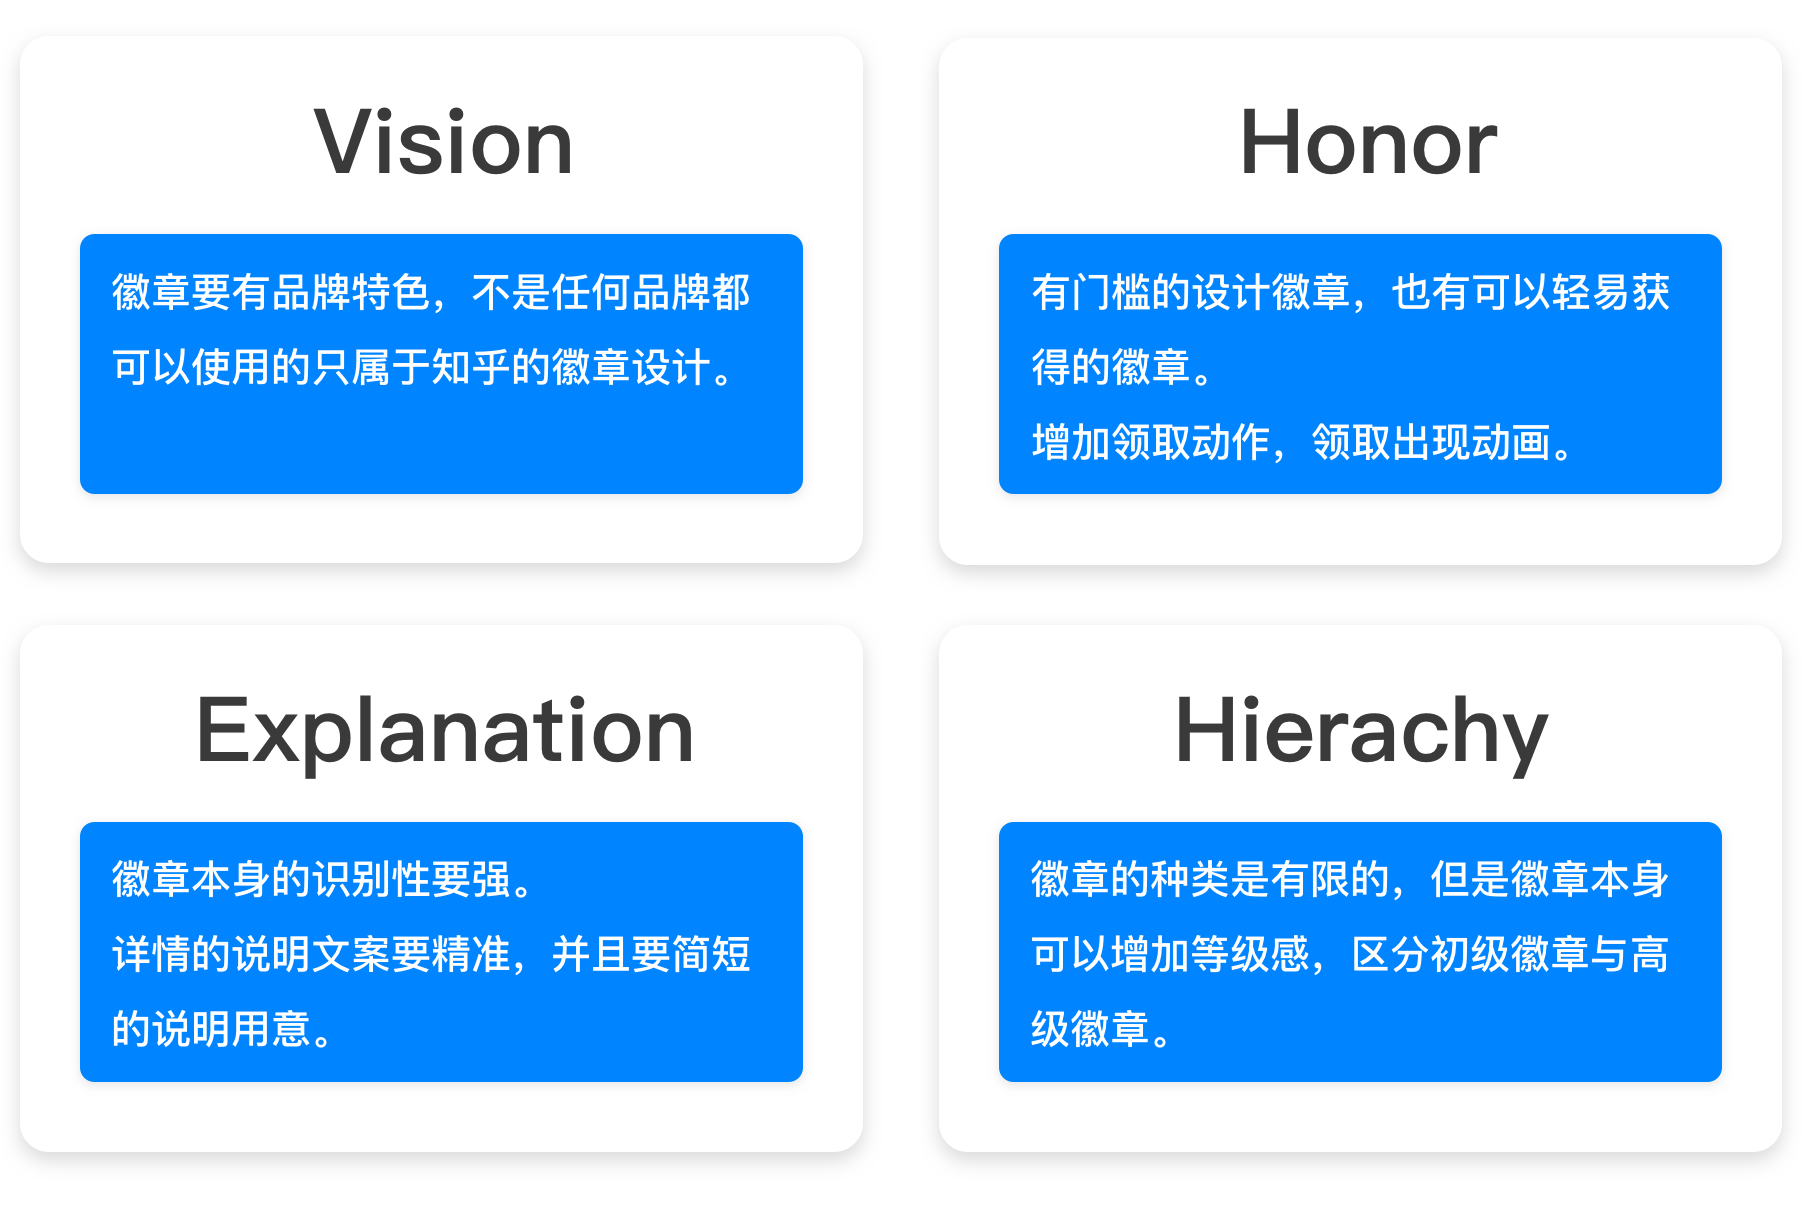 Vision
徽章要有品牌特色，不是任何品牌都
可以使用的只属于知乎的徽章设计。
Honor
有门槛的设计徽章，也有可以轻易获
得的徽章。
增加领取动作，领取出现动画。
Explanation
徽章本身的识别性要强。
详情的说明文案要精准，并且要简短
的说明用意。
Hierachy
徽章的种类是有限的，但是徽章本身
可以增加等级感，区分初级徽章与高
级徽章。